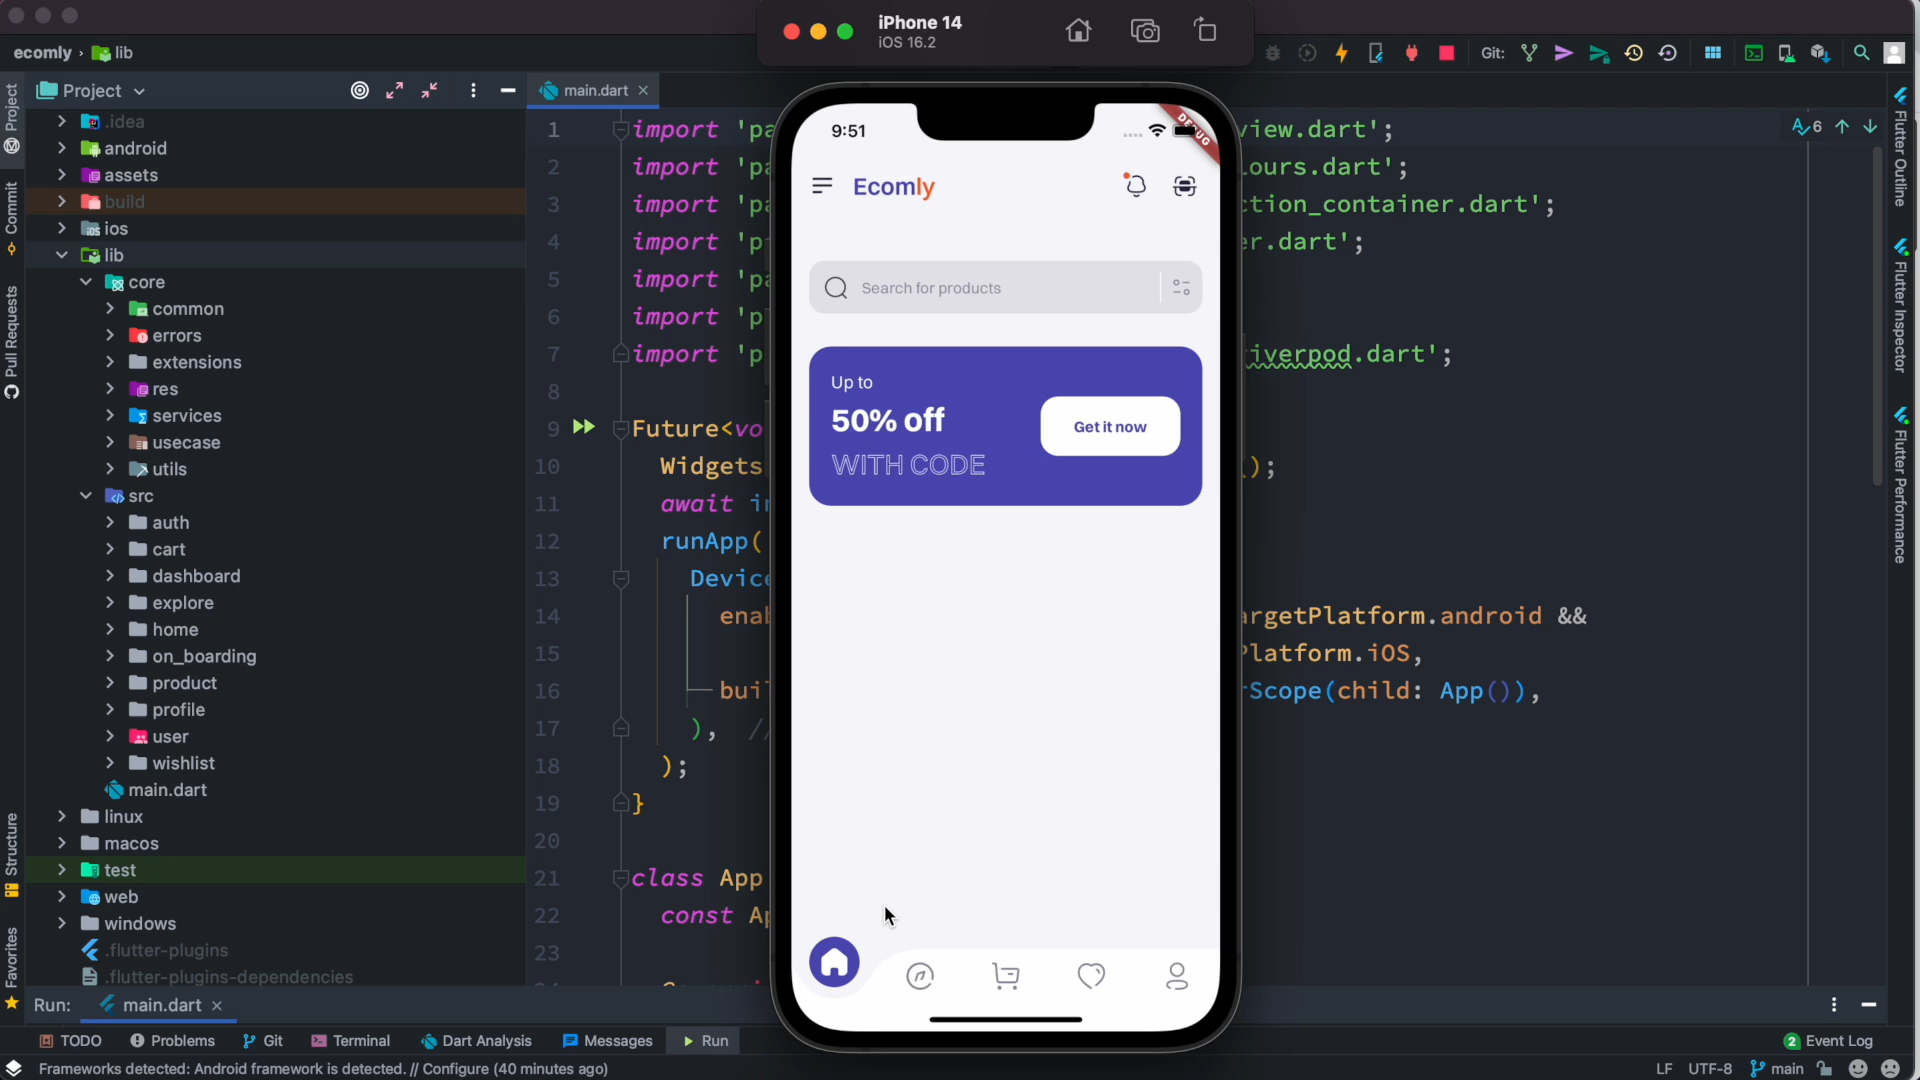 iPhone 14
iOS 16.2
ecomly
lib
Git:
Project
main.dart
Project
Commit
Pull Requests
Structure
Favorites
.idea
android
assets
build
ios
lib
core
common
errors
extensions
res
services
usecase
utils
src
auth
cart
dashboard
explore
home
on_boarding
product
profile
user
wishlist
main.dart
linux
macos
test
web
windows
.flutter-plugins
.flutter-plugins-dependencies
1 import 'pa view.dart';
2 import 'pa ours.dart';
3 import 'pa ction_container.dart';
4 import 'p er.dart';
5 import 'pa
6 import 'p
7 import 'p iverpod.dart';
8
9 Future<vo
10 Widgets ();
11 await i
12 runApp(
13 Device
14 enab argetPlatform.android &&
15 Platform.iOS,
16 buil rScope(child: App()),
17 ), //
18 );
19 }
20
21 class App
22 const Ap
23
6
Flutter Outline
Flutter Inspector
Flutter Performance
9:51
DEBUG
Ecomly
Search for products
Up to
50% off
WITH CODE
Get it now
Run:
main.dart
TODO
Problems
Git
Terminal
Dart Analysis
Messages
Run
2 Event Log
Frameworks detected: Android framework is detected. // Configure (40 minutes ago)
LF
UTF-8
main